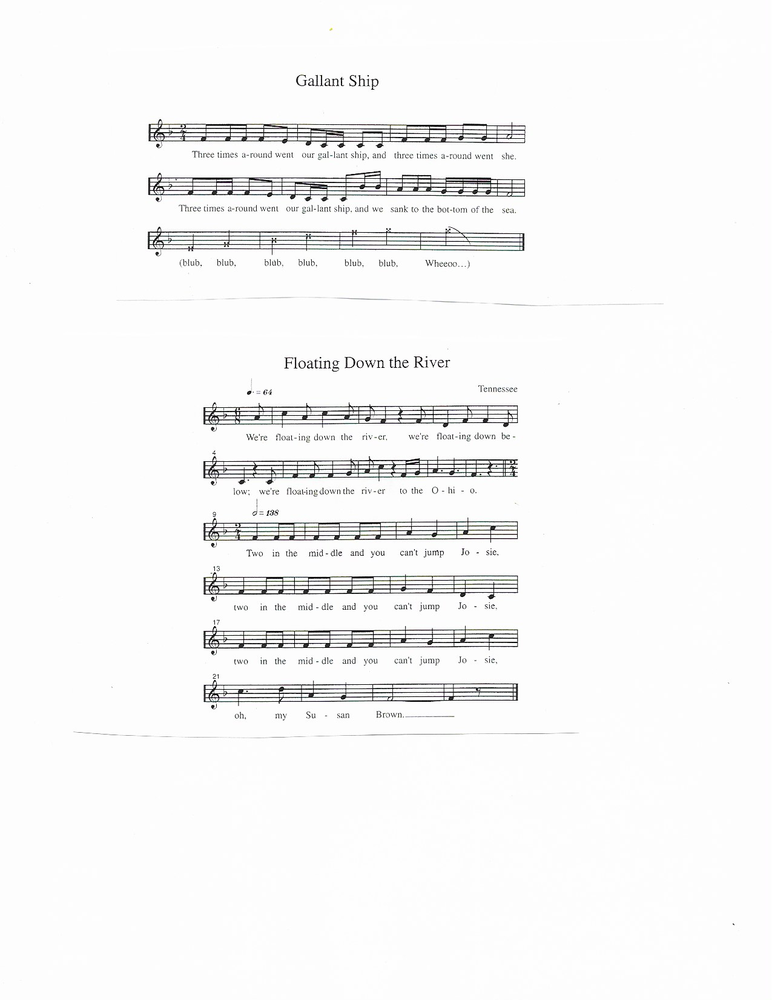 Gallant Ship
Three times a-round went our gal-lant ship, and three times a-round went she.
Three times a-round went our gal-lant ship, and we sank to the bot-tom of the sea.
(blub, blub, blub, blub, blub, blub, Wheeoo...)
Floating Down the River
♩. = 64
Tennessee
We're float-ing down the riv-er, we're float-ing down be-
4
low; we're float-ing down the riv-er to the O-hi-o.
9
𝅗𝅥 = 138
Two in the mid-dle and you can't jump Jo-sie,
13
two in the mid-dle and you can't jump Jo-sie,
17
two in the mid-dle and you can't jump Jo-sie,
21
oh, my Su-san Brown.